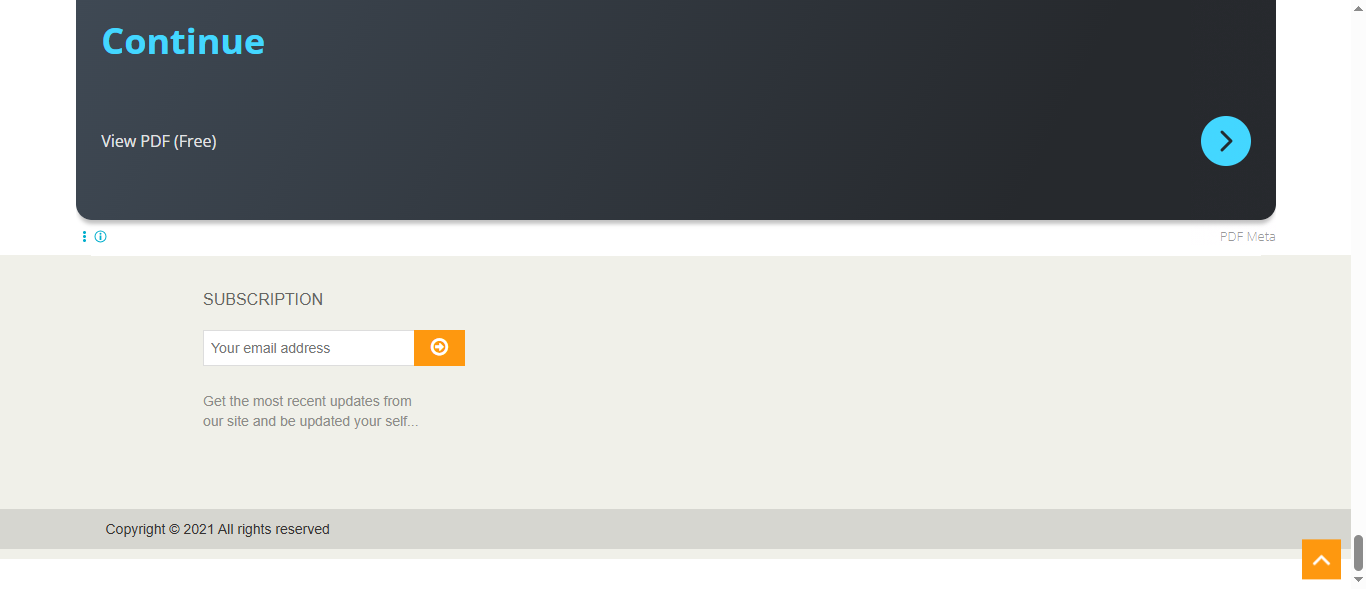 Continue
View PDF (Free)
PDF Meta
SUBSCRIPTION
Your email address
Get the most recent updates from
our site and be updated your self...
Copyright © 2021 All rights reserved